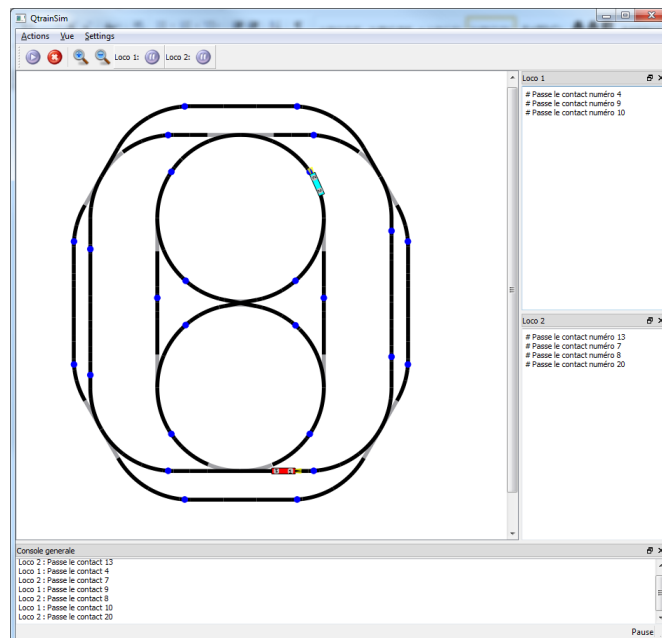 QtrainSim
Actions Vue Settings
Loco 1: Loco 2:
Loco 1
# Passe le contact numéro 4
# Passe le contact numéro 9
# Passe le contact numéro 10
Loco 2
# Passe le contact numéro 13
# Passe le contact numéro 7
# Passe le contact numéro 8
# Passe le contact numéro 20
Console generale
Loco 2 : Passe le contact 13
Loco 1 : Passe le contact 4
Loco 2 : Passe le contact 7
Loco 1 : Passe le contact 9
Loco 2 : Passe le contact 8
Loco 1 : Passe le contact 10
Loco 2 : Passe le contact 20
Pause